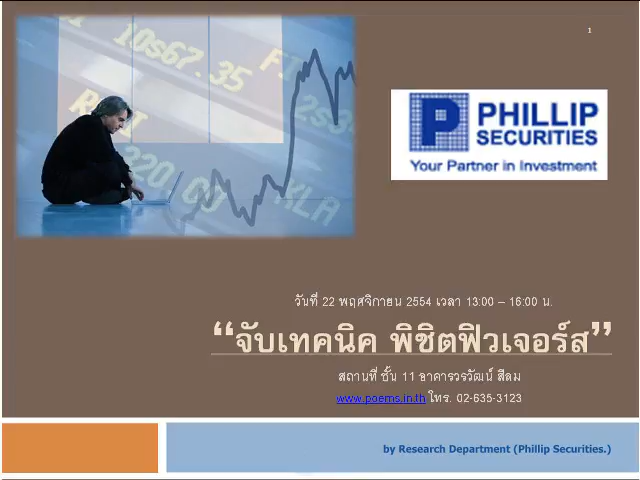 1
10s67.35
PHILLIP
SECURITIES
Your Partner in Investment
วันที่ 22 พฤศจิกายน 2554 เวลา 13:00 – 16:00 น.
“จับเทคนิค พิชิตฟิวเจอร์ส”
สถานที่ ชั้น 11 อาคารวรวัฒน์ สีลม
www.poems.in.th โทร. 02-635-3123
by Research Department (Phillip Securities.)